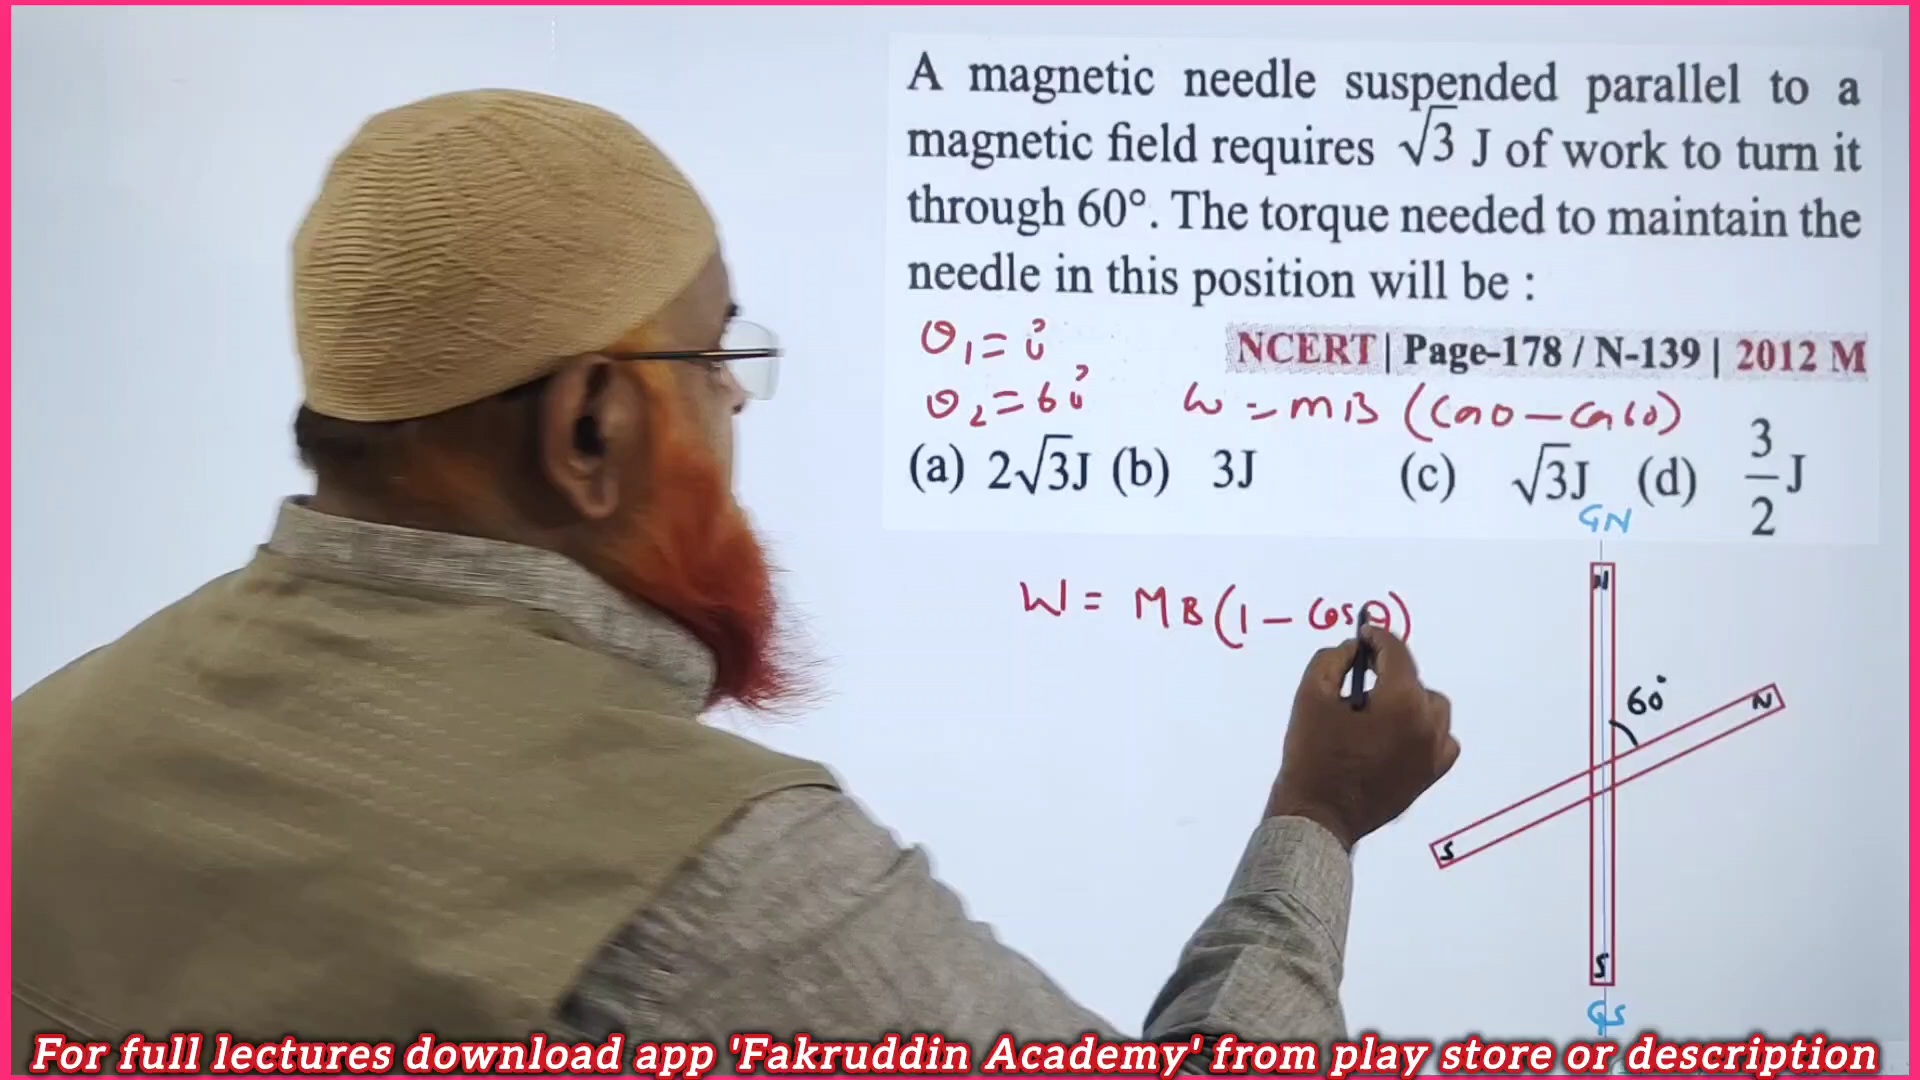 A magnetic needle suspended parallel to a
magnetic field requires √3 J of work to turn it
through 60°. The torque needed to maintain the
needle in this position will be :
θ₁ = 0°
NCERT | Page-178 / N-139 | 2012 M
θ₂ = 60°
W = MB (Cos0 - Cos60)
(a) 2√3J (b) 3J (c) √3J (d) 3/2 J
GN
N
W = MB(1 - Cosθ)
60°
N
S
S
GS
For full lectures download app 'Fakruddin Academy' from play store or description